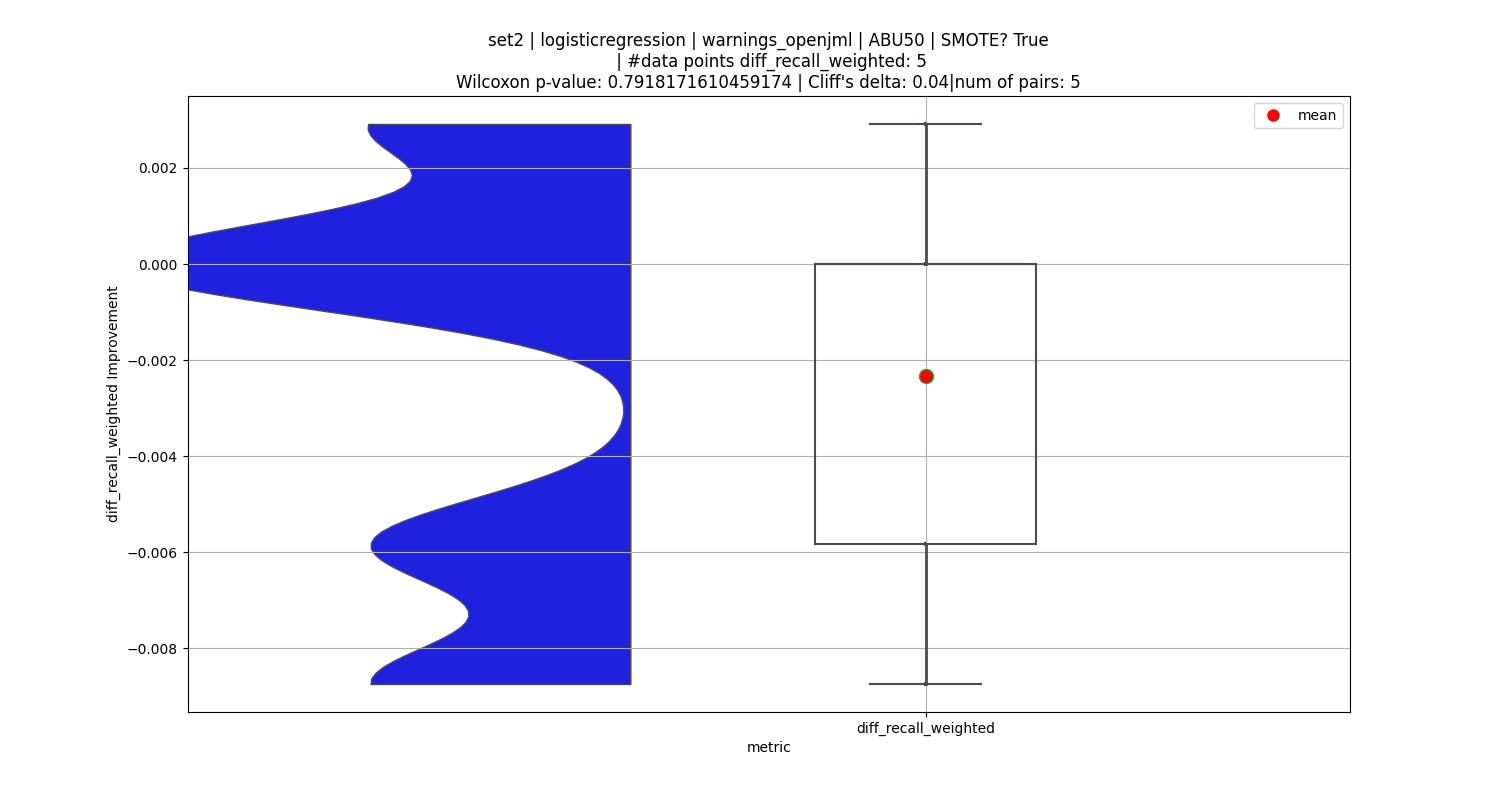 set2 | logisticregression | warnings_openjml | ABU50 | SMOTE? True
| #data points diff_recall_weighted: 5
Wilcoxon p-value: 0.7918171610459174 | Cliff's delta: 0.04|num of pairs: 5
mean
0.002
0.000
−0.002
−0.004
−0.006
−0.008
diff_recall_weighted Improvement
diff_recall_weighted
metric